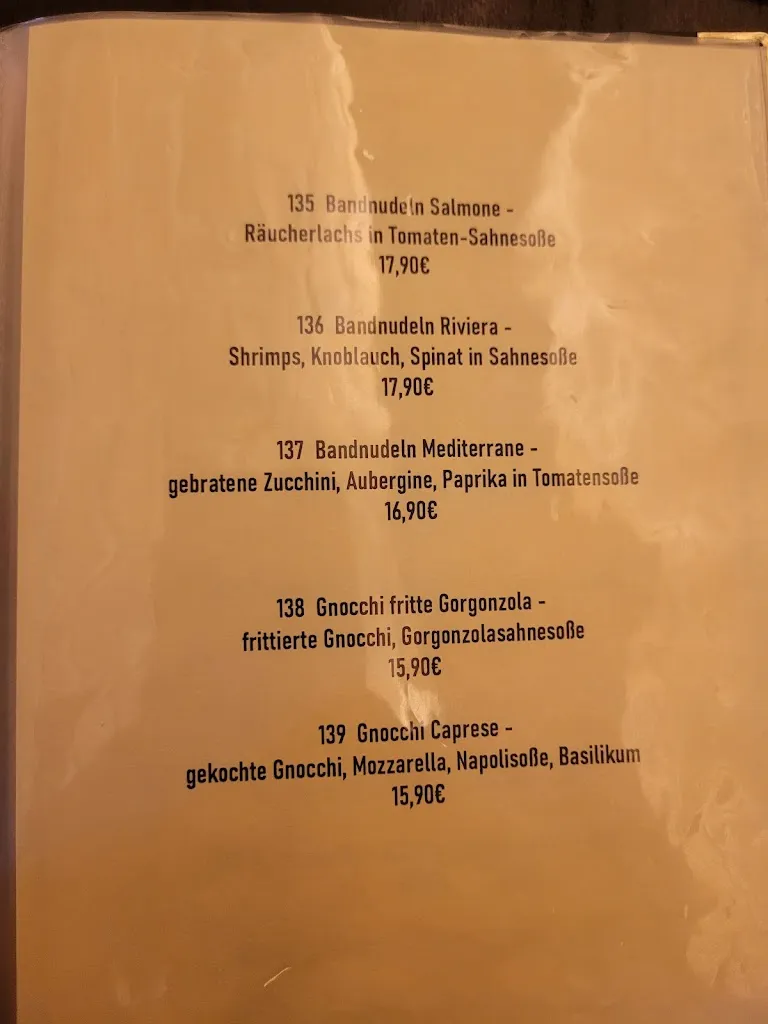 135 Bandnudeln Salmone -
Räucherlachs in Tomaten-Sahnesoße
17,90€
136 Bandnudeln Riviera -
Shrimps, Knoblauch, Spinat in Sahnesoße
17,90€
137 Bandnudeln Mediterrane -
gebratene Zucchini, Aubergine, Paprika in Tomatensoße
16,90€
138 Gnocchi fritte Gorgonzola -
frittierte Gnocchi, Gorgonzolasahnesoße
15,90€
139 Gnocchi Caprese -
gekochte Gnocchi, Mozzarella, Napolisoße, Basilikum
15,90€